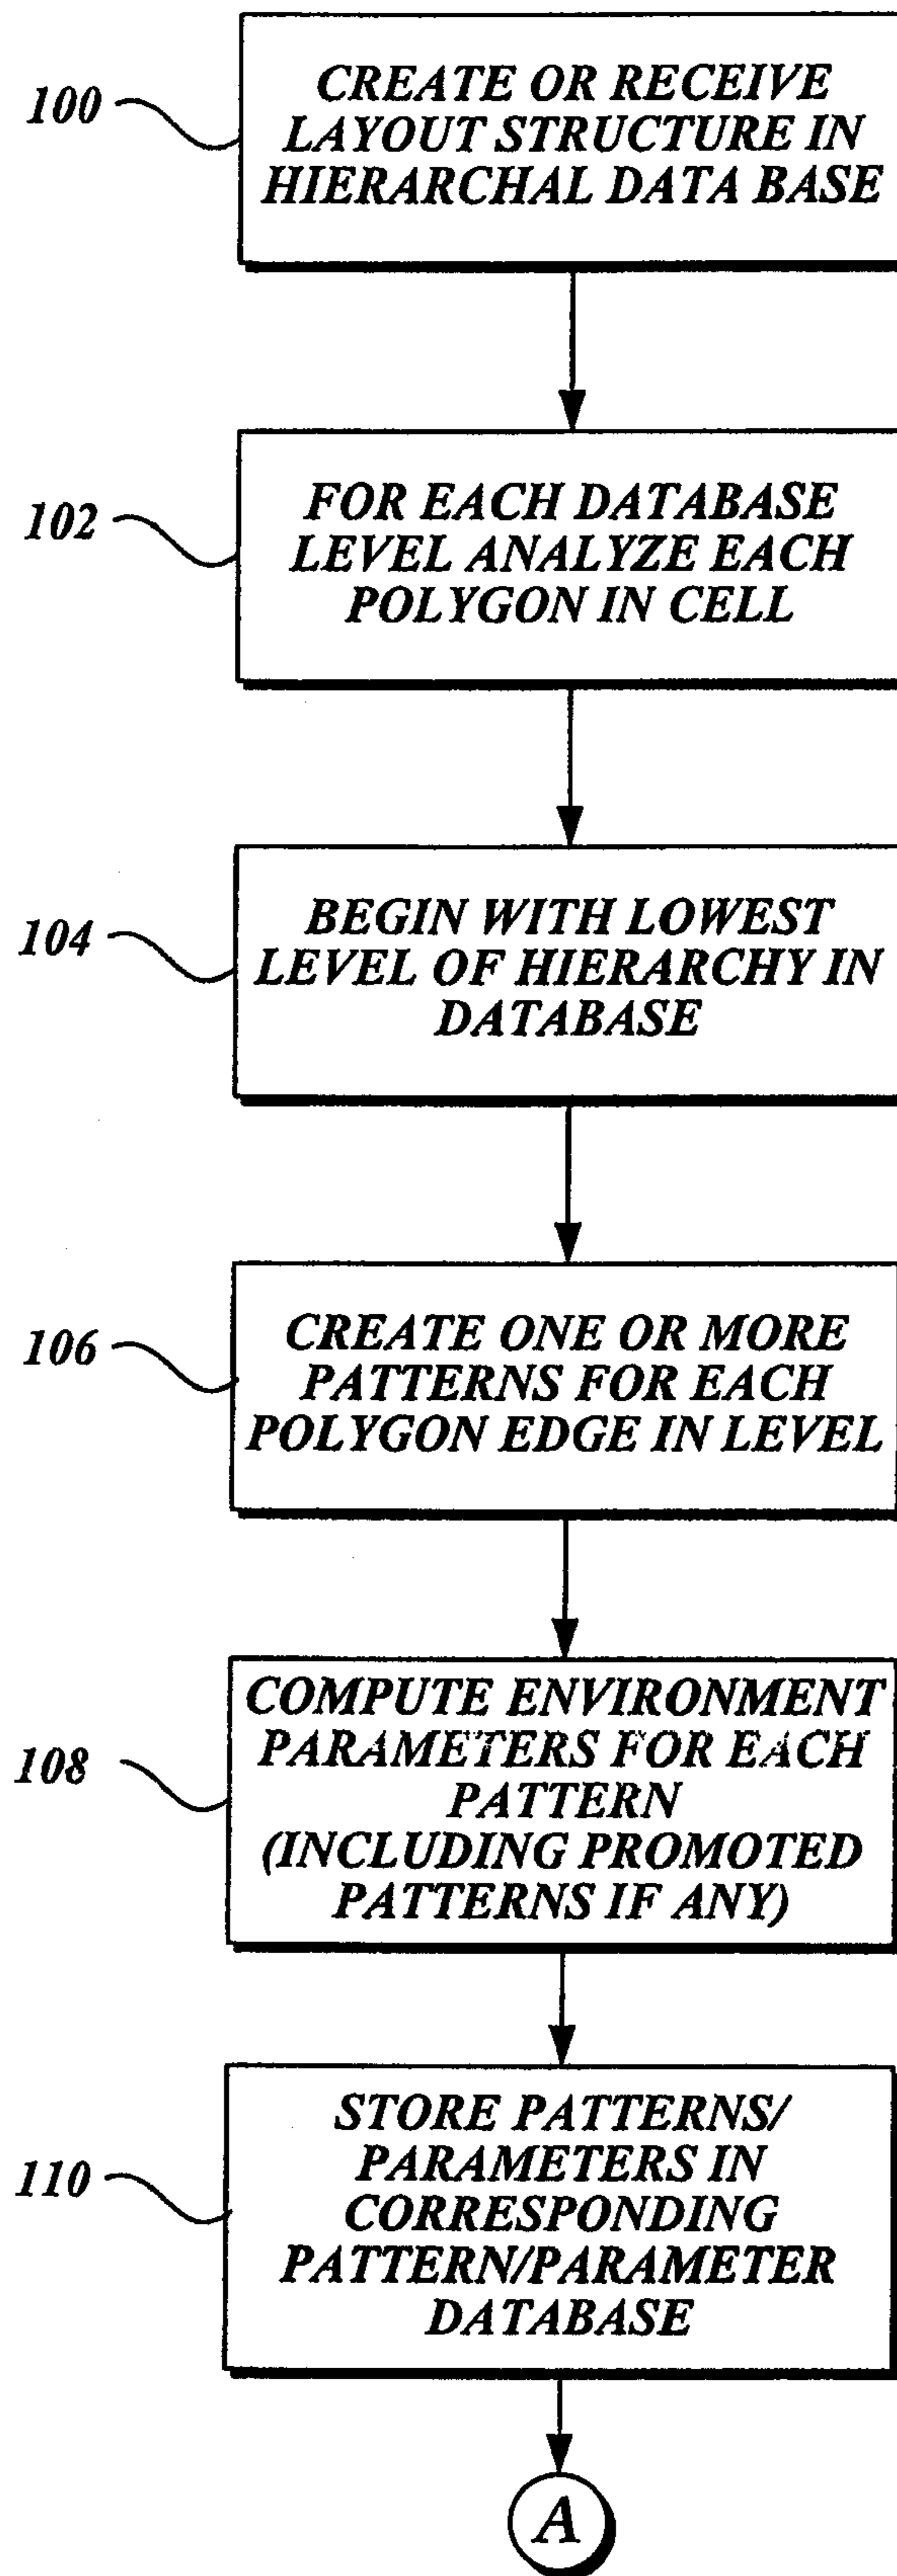 100
CREATE OR RECEIVE
LAYOUT STRUCTURE IN
HIERARCHAL DATA BASE
102
FOR EACH DATABASE
LEVEL ANALYZE EACH
POLYGON IN CELL
104
BEGIN WITH LOWEST
LEVEL OF HIERARCHY IN
DATABASE
106
CREATE ONE OR MORE
PATTERNS FOR EACH
POLYGON EDGE IN LEVEL
108
COMPUTE ENVIRONMENT
PARAMETERS FOR EACH
PATTERN
(INCLUDING PROMOTED
PATTERNS IF ANY)
110
STORE PATTERNS/
PARAMETERS IN
CORRESPONDING
PATTERN/PARAMETER
DATABASE
A